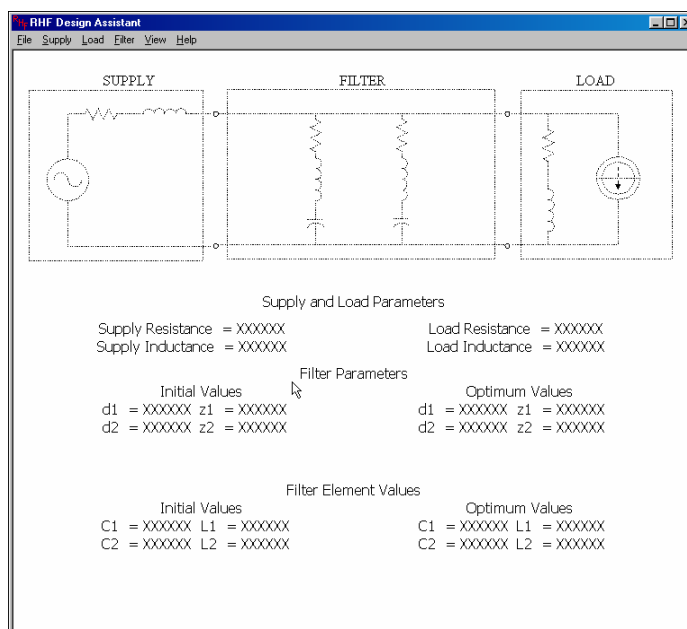 RHF RHF Design Assistant
File Supply Load Filter View Help
SUPPLY FILTER LOAD
Supply and Load Parameters
Supply Resistance = XXXXXX Load Resistance = XXXXXX
Supply Inductance = XXXXXX Load Inductance = XXXXXX
Filter Parameters
Initial Values Optimum Values
d1 = XXXXXX z1 = XXXXXX d1 = XXXXXX z1 = XXXXXX
d2 = XXXXXX z2 = XXXXXX d2 = XXXXXX z2 = XXXXXX
Filter Element Values
Initial Values Optimum Values
C1 = XXXXXX L1 = XXXXXX C1 = XXXXXX L1 = XXXXXX
C2 = XXXXXX L2 = XXXXXX C2 = XXXXXX L2 = XXXXXX